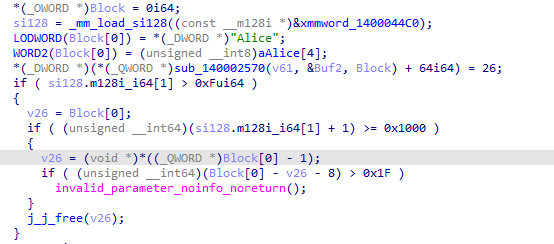 *(_OWORD *)Block = 0i64;
si128 = _mm_load_si128((const __m128i *)&xmmword_1400044C0);
LODWORD(Block[0]) = *(_DWORD *)"Alice";
WORD2(Block[0]) = (unsigned __int8)aAlice[4];
*(_DWORD *)(*(_QWORD *)sub_140002570(v61, &Buf2, Block) + 64i64) = 26;
if ( si128.m128i_i64[1] > 0xFui64 )
{
v26 = Block[0];
if ( (unsigned __int64)(si128.m128i_i64[1] + 1) >= 0x1000 )
{
v26 = (void *)*((_QWORD *)Block[0] - 1);
if ( (unsigned __int64)(Block[0] - v26 - 8) > 0x1F )
invalid_parameter_noinfo_noreturn();
}
j_j_free(v26);
}